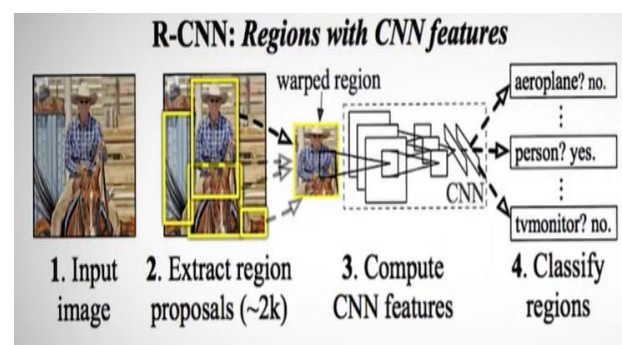 R-CNN: Regions with CNN features
warped region
aeroplane? no.
person? yes.
CNN
tvmonitor? no.
1. Input
image
2. Extract region
proposals (~2k)
3. Compute
CNN features
4. Classify
regions